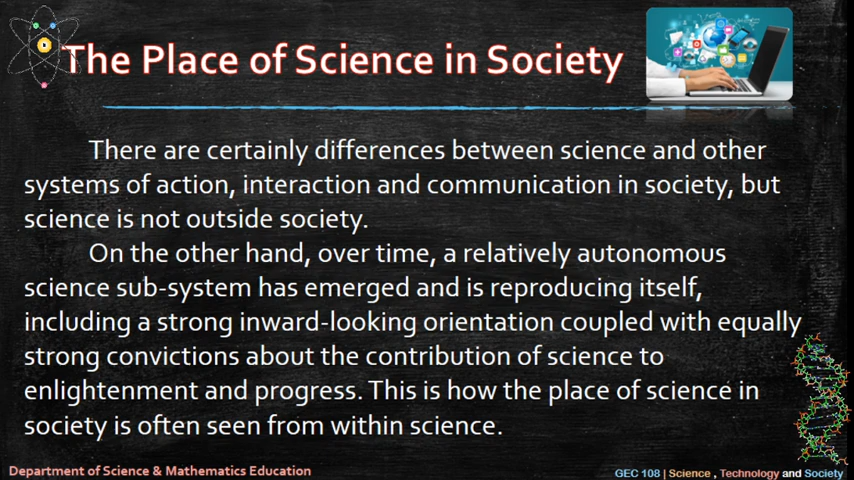 The Place of Science in Society
There are certainly differences between science and other
systems of action, interaction and communication in society, but
science is not outside society.
On the other hand, over time, a relatively autonomous
science sub-system has emerged and is reproducing itself,
including a strong inward-looking orientation coupled with equally
strong convictions about the contribution of science to
enlightenment and progress. This is how the place of science in
society is often seen from within science.
Department of Science & Mathematics Education
GEC 108 | Science , Technology and Society